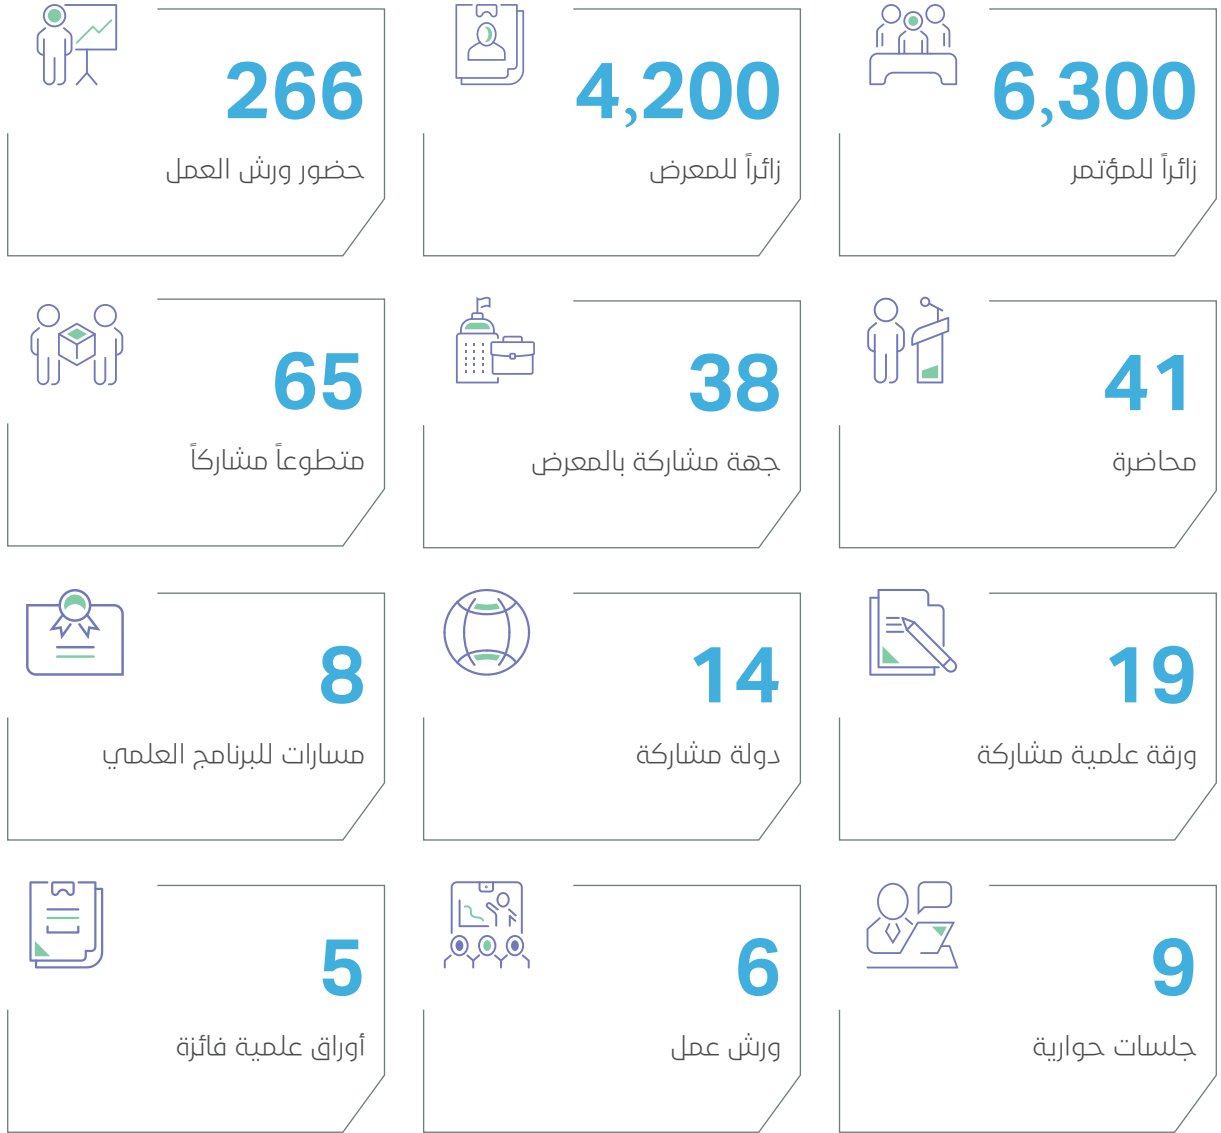 6,300
زائراً للمؤتمر
4,200
زائراً للمعرض
266
حضور ورش العمل
41
محاضرة
38
جهة مشاركة بالمعرض
65
متطوعاً مشاركاً
19
ورقة علمية مشاركة
14
دولة مشاركة
8
مسارات للبرنامج العلمي
9
جلسات حوارية
6
ورش عمل
5
أوراق علمية فائزة